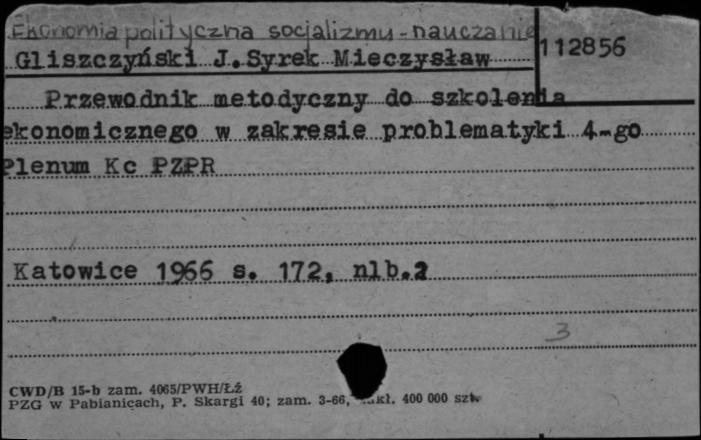 Ekonomia polityczna socjalizmu - nauczanie
Gliszczyński J. Syrek Mieczysław
112856
Przewodnik metodyczny do szkolenia
ekonomicznego w zakresie problematyki 4-go
Plenum Kc PZPR
Katowice 1966 s. 172, nlb.2
3
CWD/B 15-b zam. 4065/PWH/Łź
PZG w Pabianicach, P. Skargi 40; zam. 3-66, 400 000 szt.